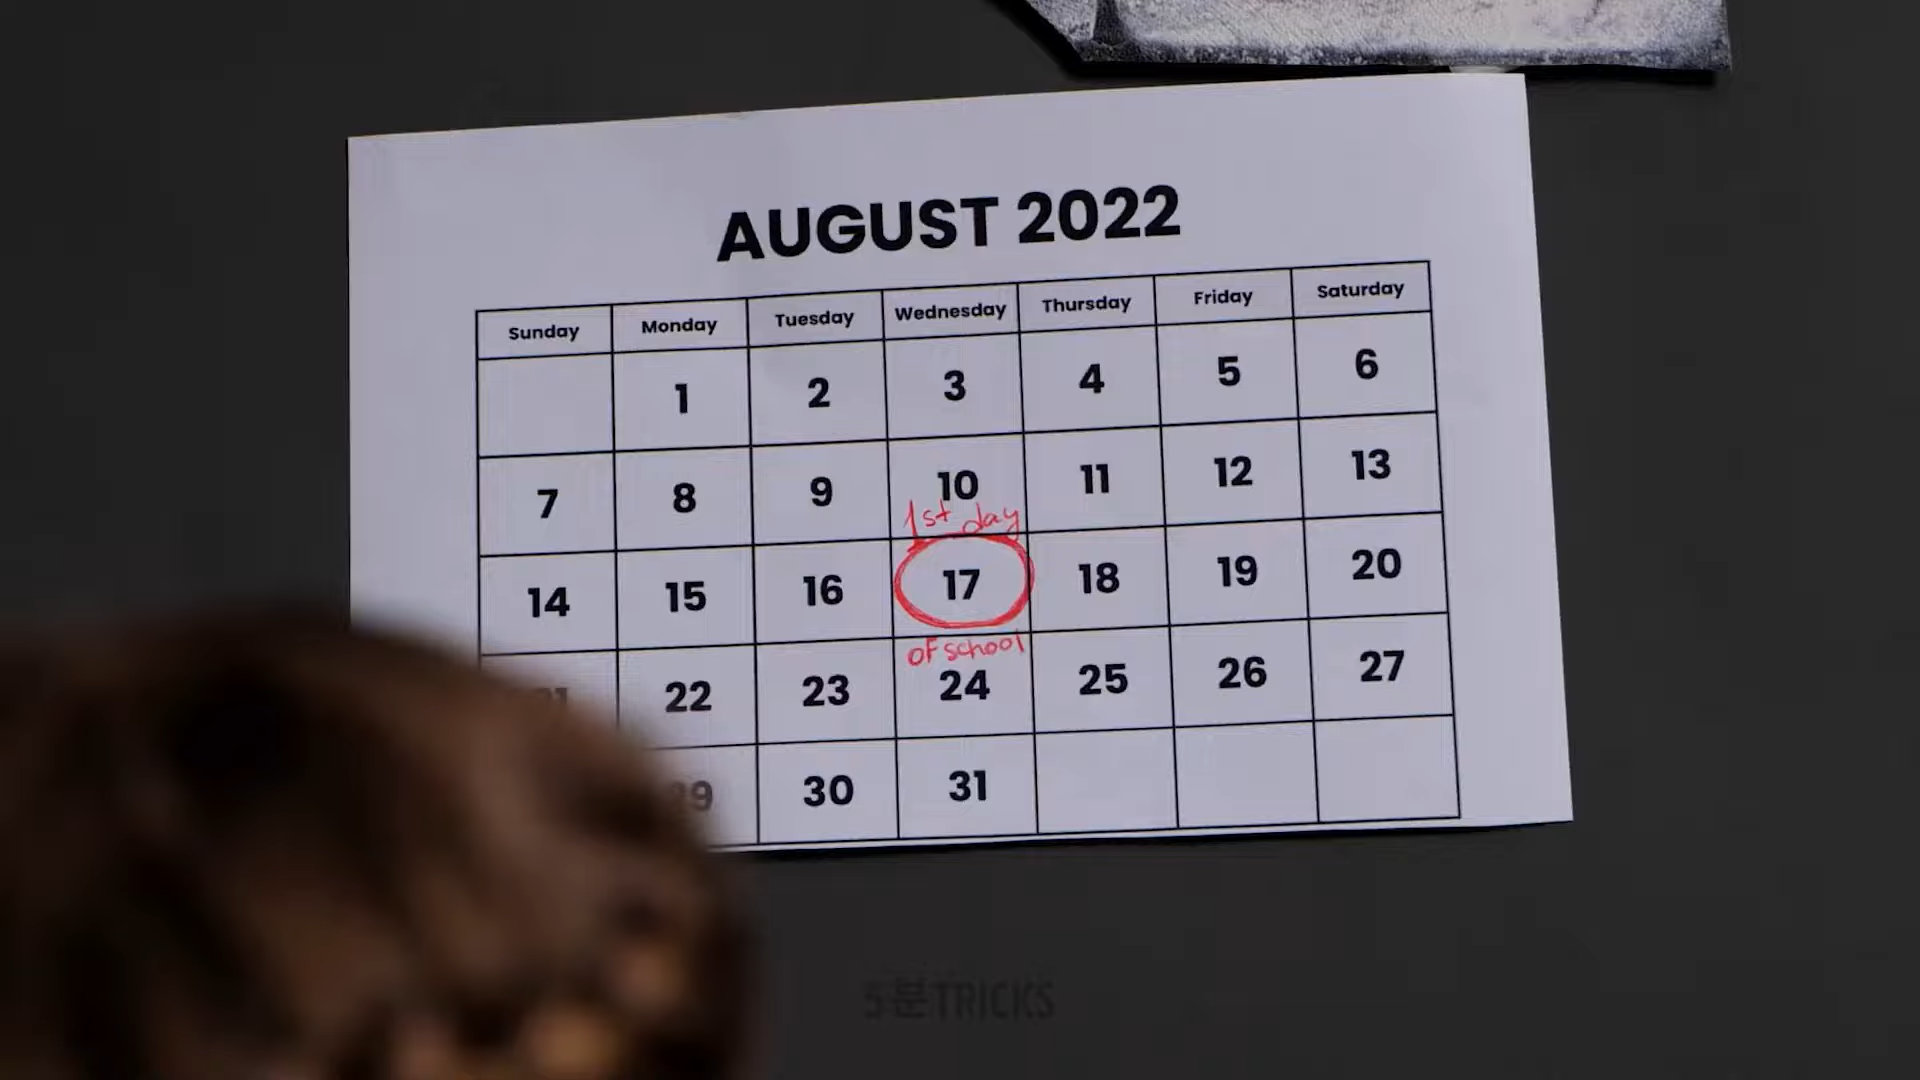 AUGUST 2022
Sunday Monday Tuesday Wednesday Thursday Friday Saturday
1 2 3 4 5 6
7 8 9 10 11 12 13
1st day
14 15 16 17 18 19 20
of school
22 23 24 25 26 27
30 31
5분TRICKS